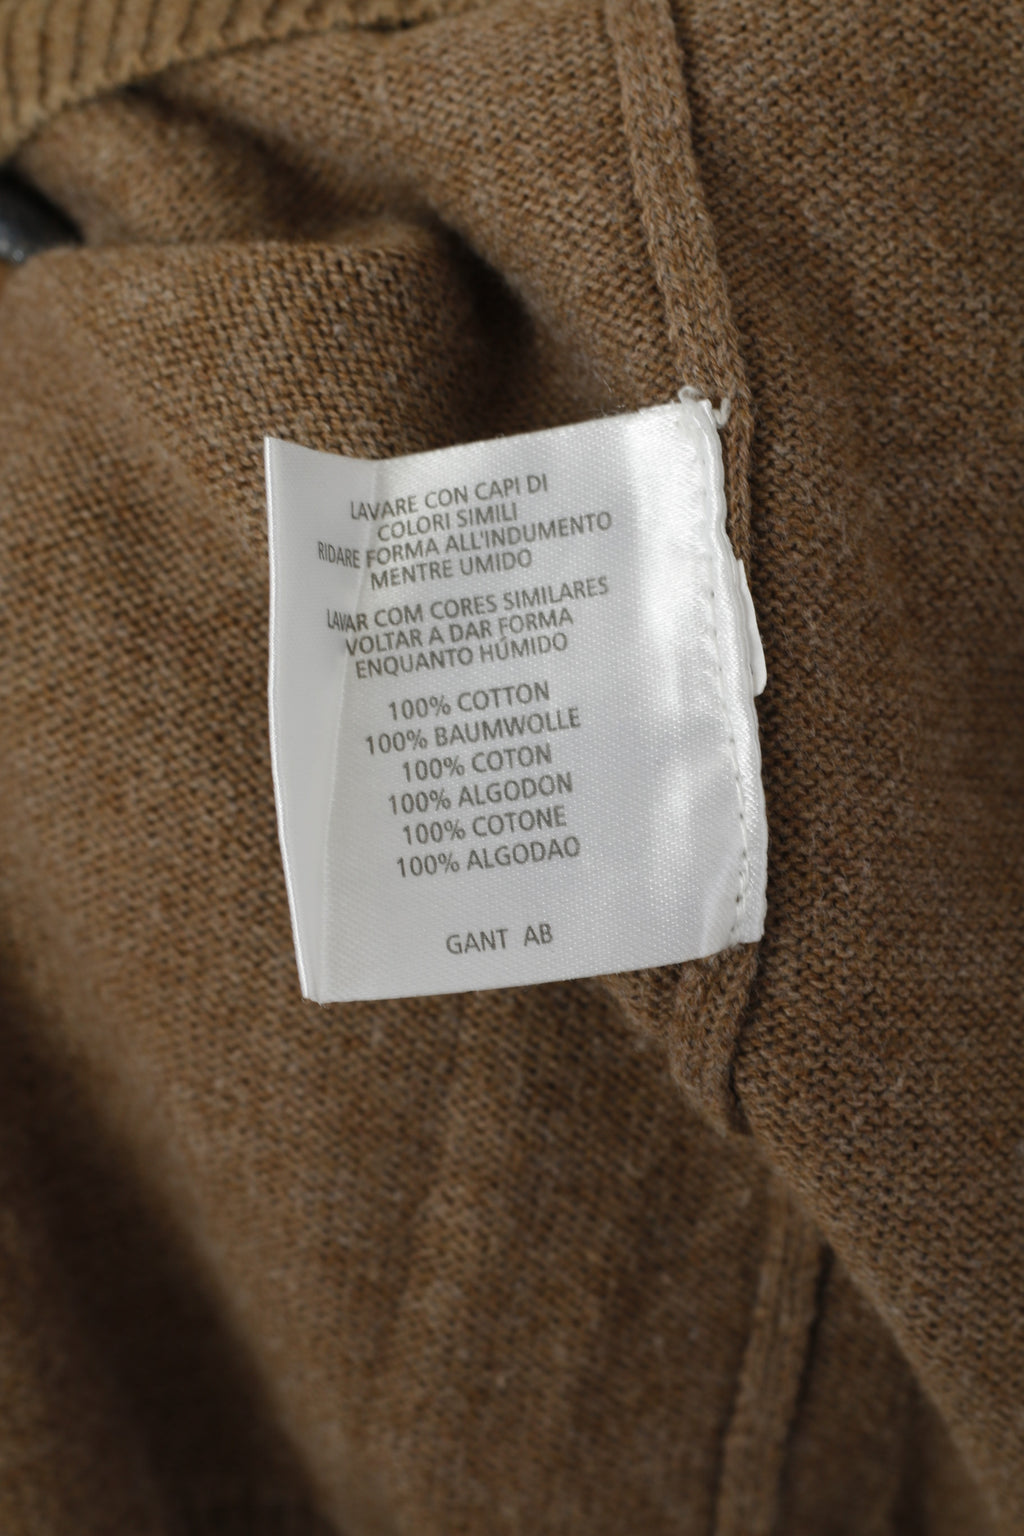 LAVARE CON CAPI DI
COLORI SIMILI
RIDARE FORMA ALL'INDUMENTO
MENTRE UMIDO
LAVAR COM CORES SIMILARES
VOLTAR A DAR FORMA
ENQUANTO HÚMIDO
100% COTTON
100% BAUMWOLLE
100% COTON
100% ALGODON
100% COTONE
100% ALGODAO
GANT AB